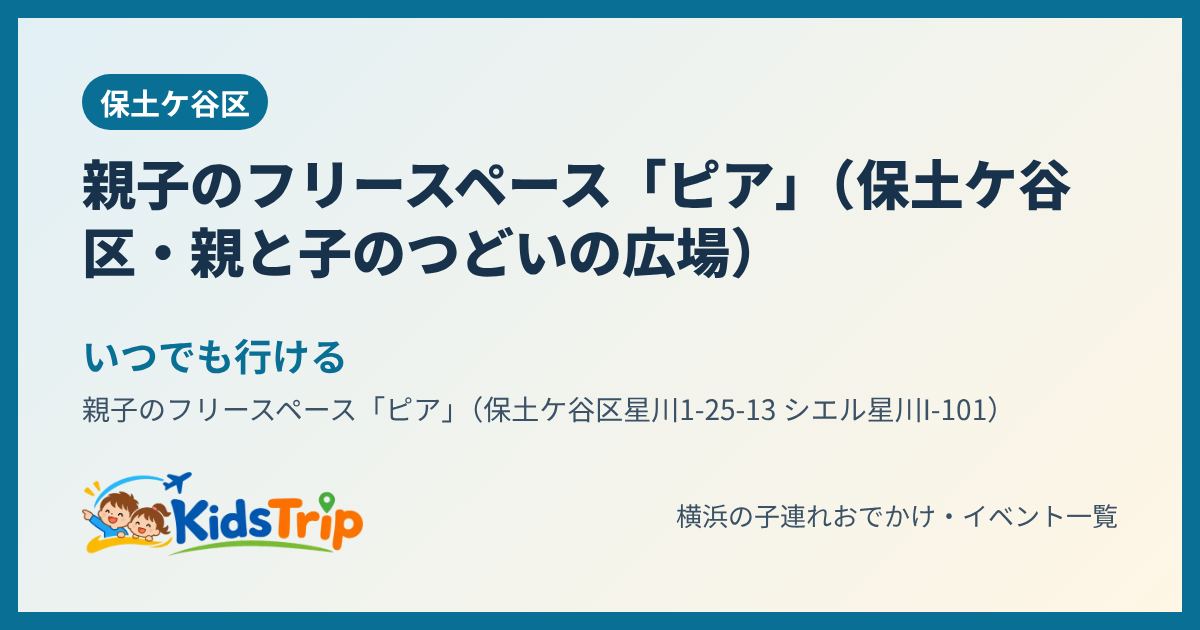 保土ケ谷区
親子のフリースペース「ピア」（保土ケ谷
区・親と子のつどいの広場）
いつでも行ける
親子のフリースペース「ピア」（保土ケ谷区星川1-25-13 シエル星川I-101）
KidsTrip
横浜の子連れおでかけ・イベント一覧